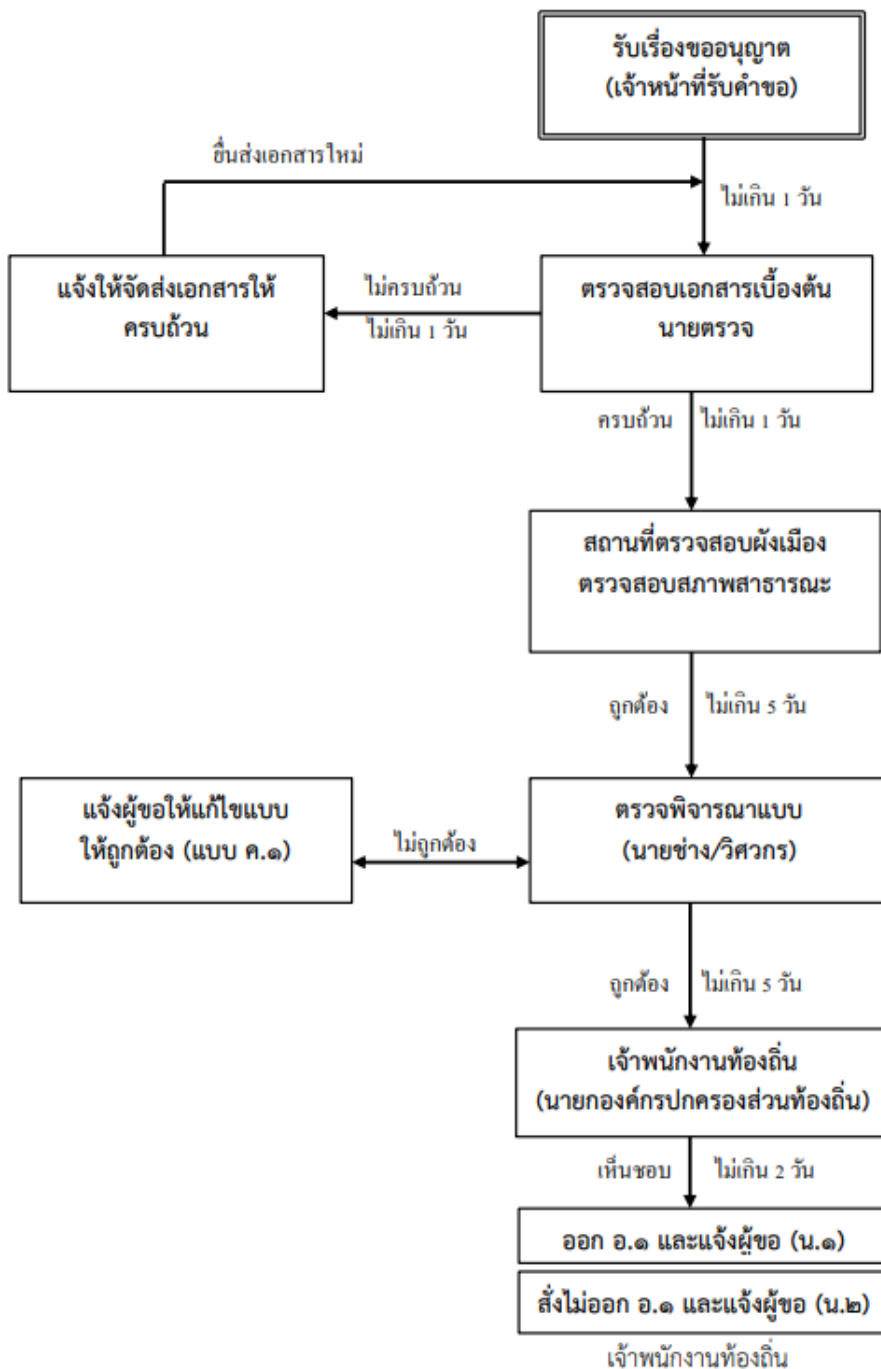 รับเรื่องขออนุญาต
(เจ้าหน้าที่รับคำขอ)
ยื่นส่งเอกสารใหม่
ไม่เกิน 1 วัน
แจ้งให้จัดส่งเอกสารให้
ครบถ้วน
ไม่ครบถ้วน
ไม่เกิน 1 วัน
ตรวจสอบเอกสารเบื้องต้น
นายตรวจ
ครบถ้วน
ไม่เกิน 1 วัน
สถานที่ตรวจสอบผังเมือง
ตรวจสอบสภาพสาธารณะ
ถูกต้อง
ไม่เกิน 5 วัน
แจ้งผู้ขอให้แก้ไขแบบ
ให้ถูกต้อง (แบบ ค.๑)
ไม่ถูกต้อง
ตรวจพิจารณาแบบ
(นายช่าง/วิศวกร)
ถูกต้อง
ไม่เกิน 5 วัน
เจ้าพนักงานท้องถิ่น
(นายกองค์กรปกครองส่วนท้องถิ่น)
เห็นชอบ
ไม่เกิน 2 วัน
ออก อ.๑ และแจ้งผู้ขอ (น.๑)
สั่งไม่ออก อ.๑ และแจ้งผู้ขอ (น.๒)
เจ้าพนักงานท้องถิ่น